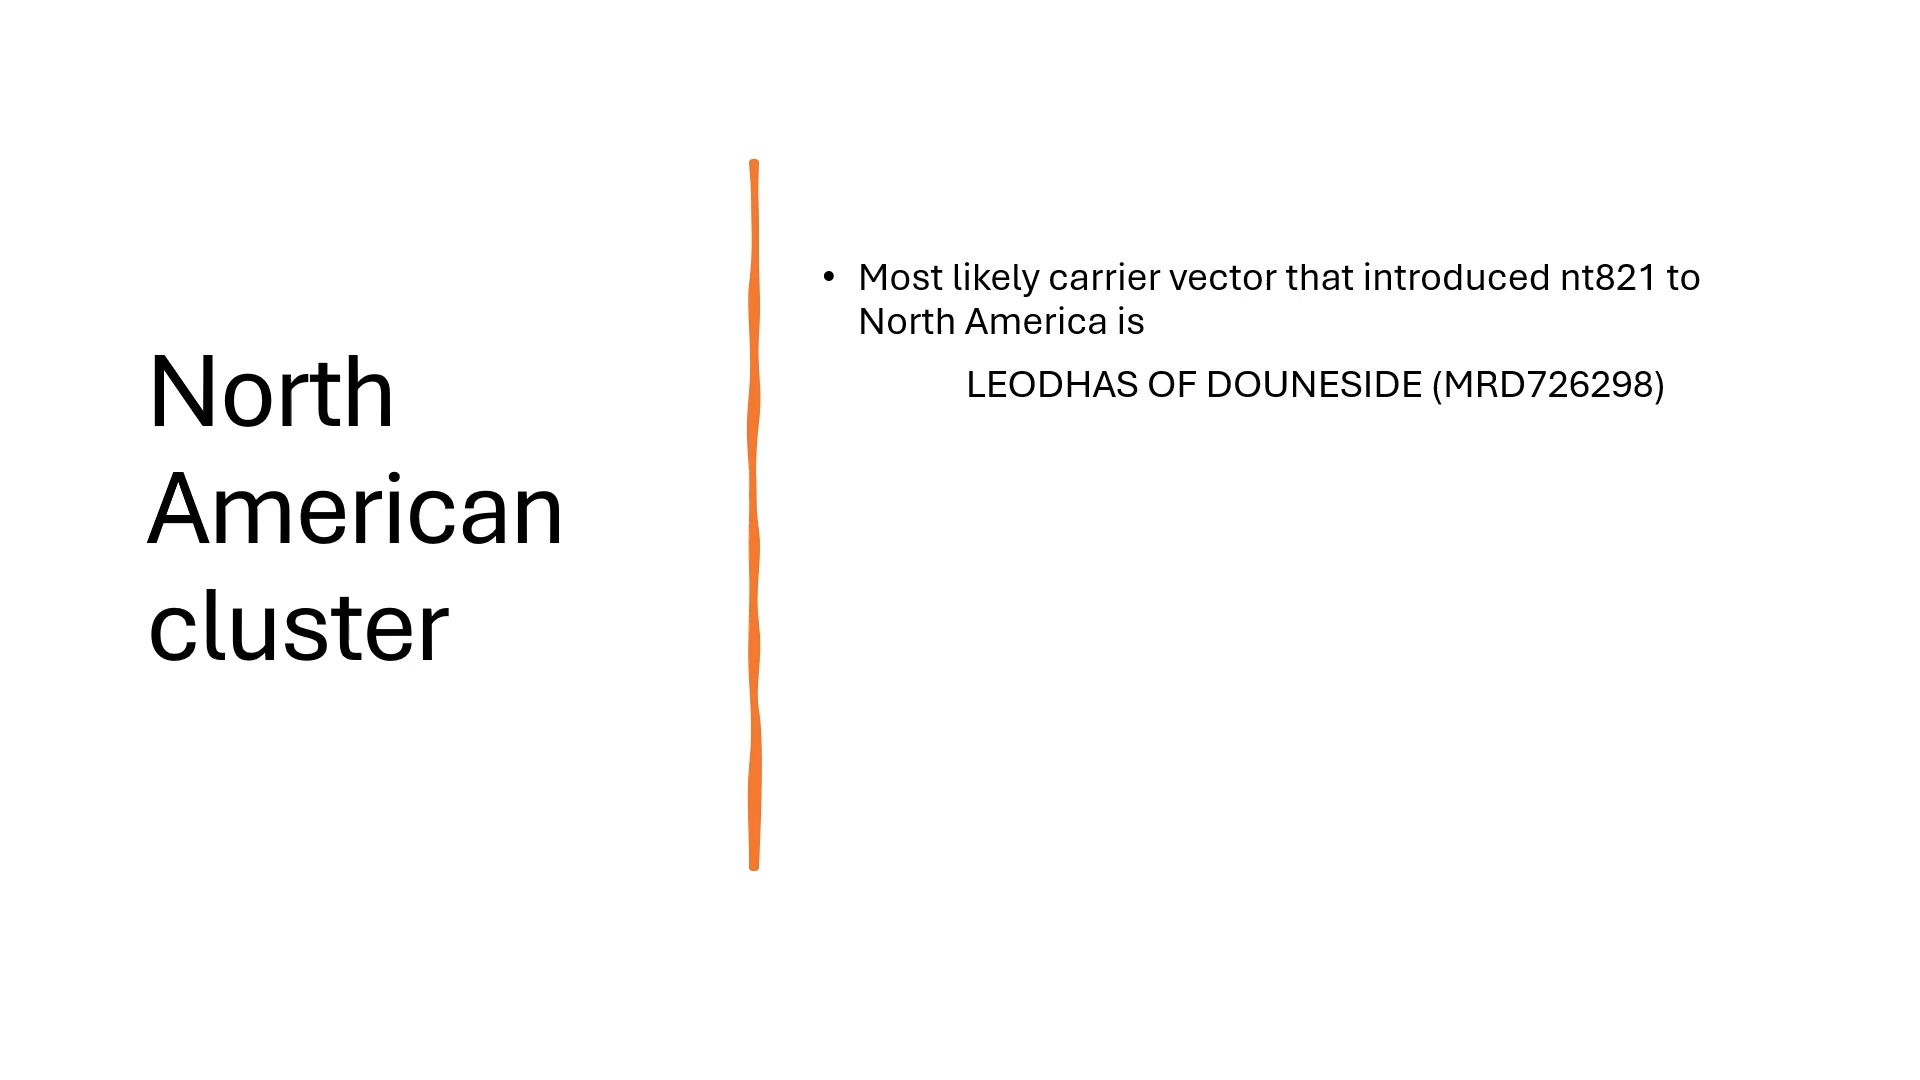 North
American
cluster
• Most likely carrier vector that introduced nt821 to
North America is
LEODHAS OF DOUNESIDE (MRD726298)